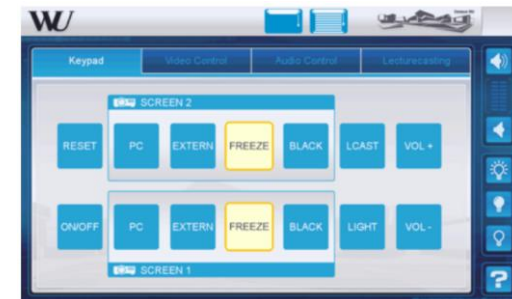 WU
Keypad Video Control Audio Control Lecturecasting
SCREEN 2
RESET PC EXTERN FREEZE BLACK LCAST VOL +
ON/OFF PC EXTERN FREEZE BLACK LIGHT VOL -
SCREEN 1
?